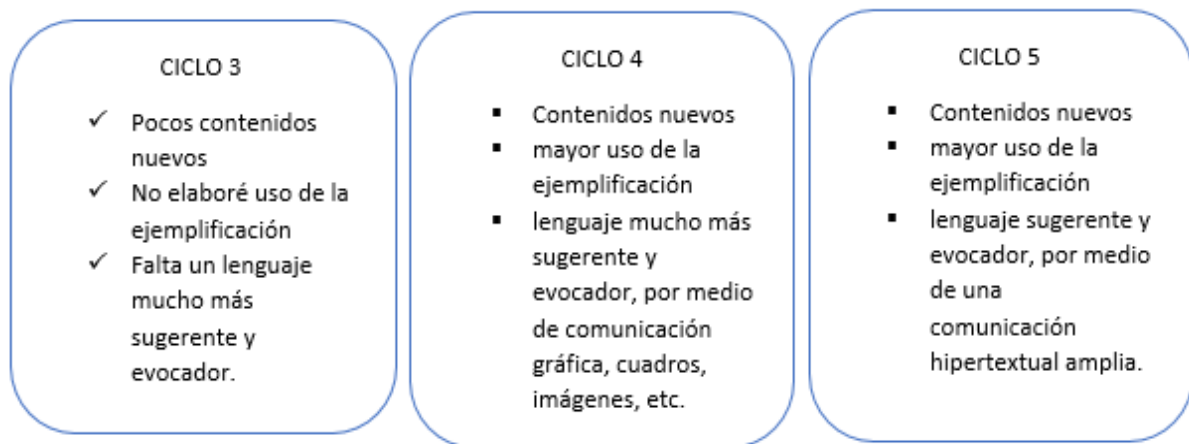 CICLO 3
✓ Pocos contenidos
nuevos
✓ No elaboré uso de la
ejemplificación
✓ Falta un lenguaje
mucho más
sugerente y
evocador.
CICLO 4
▪ Contenidos nuevos
▪ mayor uso de la
ejemplificación
▪ lenguaje mucho más
sugerente y
evocador, por medio
de comunicación
gráfica, cuadros,
imágenes, etc.
CICLO 5
▪ Contenidos nuevos
▪ mayor uso de la
ejemplificación
▪ lenguaje sugerente y
evocador, por medio
de una
comunicación
hipertextual amplia.